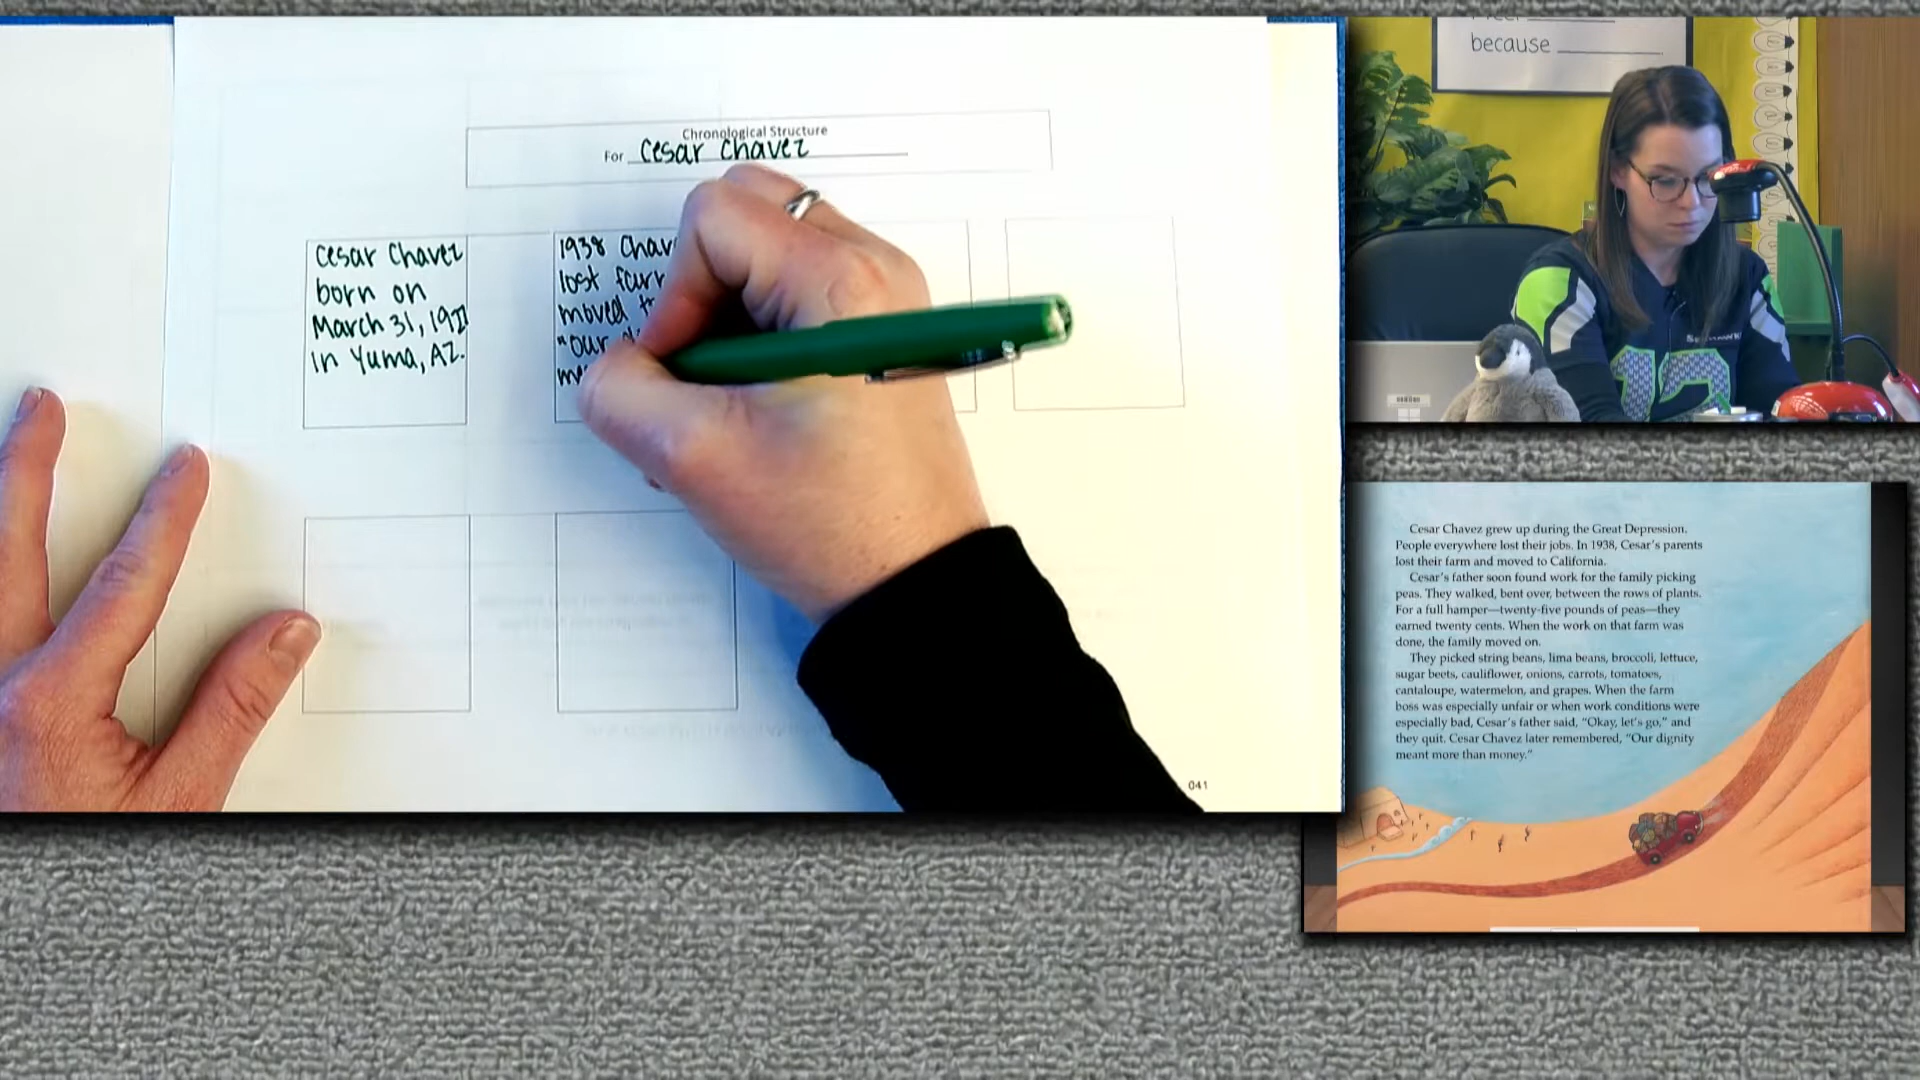 Chronological Structure
For Cesar Chavez
Cesar Chavez
born on
March 31, 1927
in Yuma, AZ.
1938
lost
moved
"our
041
because
12
Cesar Chavez grew up during the Great Depression.
People everywhere lost their jobs. In 1938, Cesar's parents
lost their farm and moved to California.
Cesar's father soon found work for the family picking
peas. They walked, bent over, between the rows of plants.
For a full hamper—twenty-five pounds of peas—they
earned twenty cents. When the work on that farm was
done, the family moved on.
They picked string beans, lima beans, broccoli, lettuce,
sugar beets, cauliflower, onions, carrots, tomatoes,
cantaloupe, watermelon, and grapes. When the farm
boss was especially unfair or when work conditions were
especially bad, Cesar's father said, "Okay, let's go," and
they quit. Cesar Chavez later remembered, "Our dignity
meant more than money."